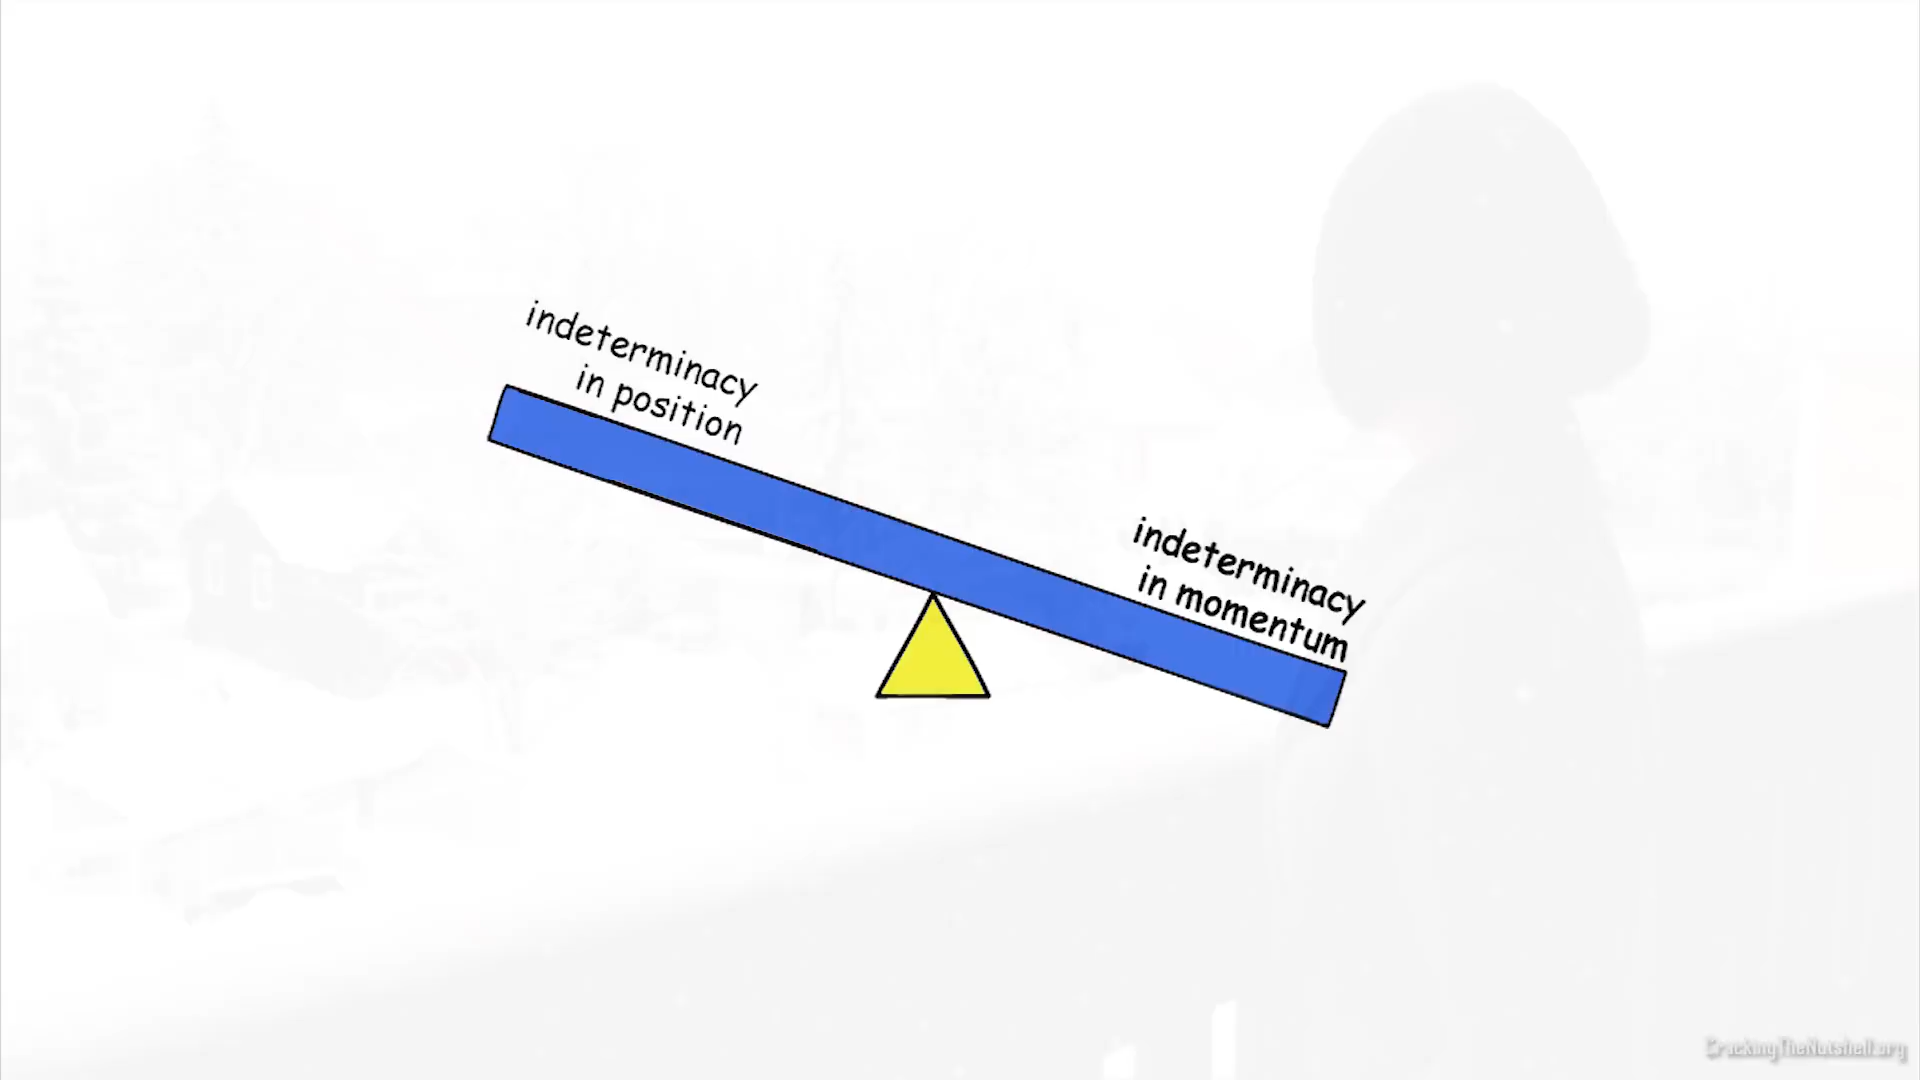 indeterminacy
in position
indeterminacy
in momentum
CrackingTheNutshell.org